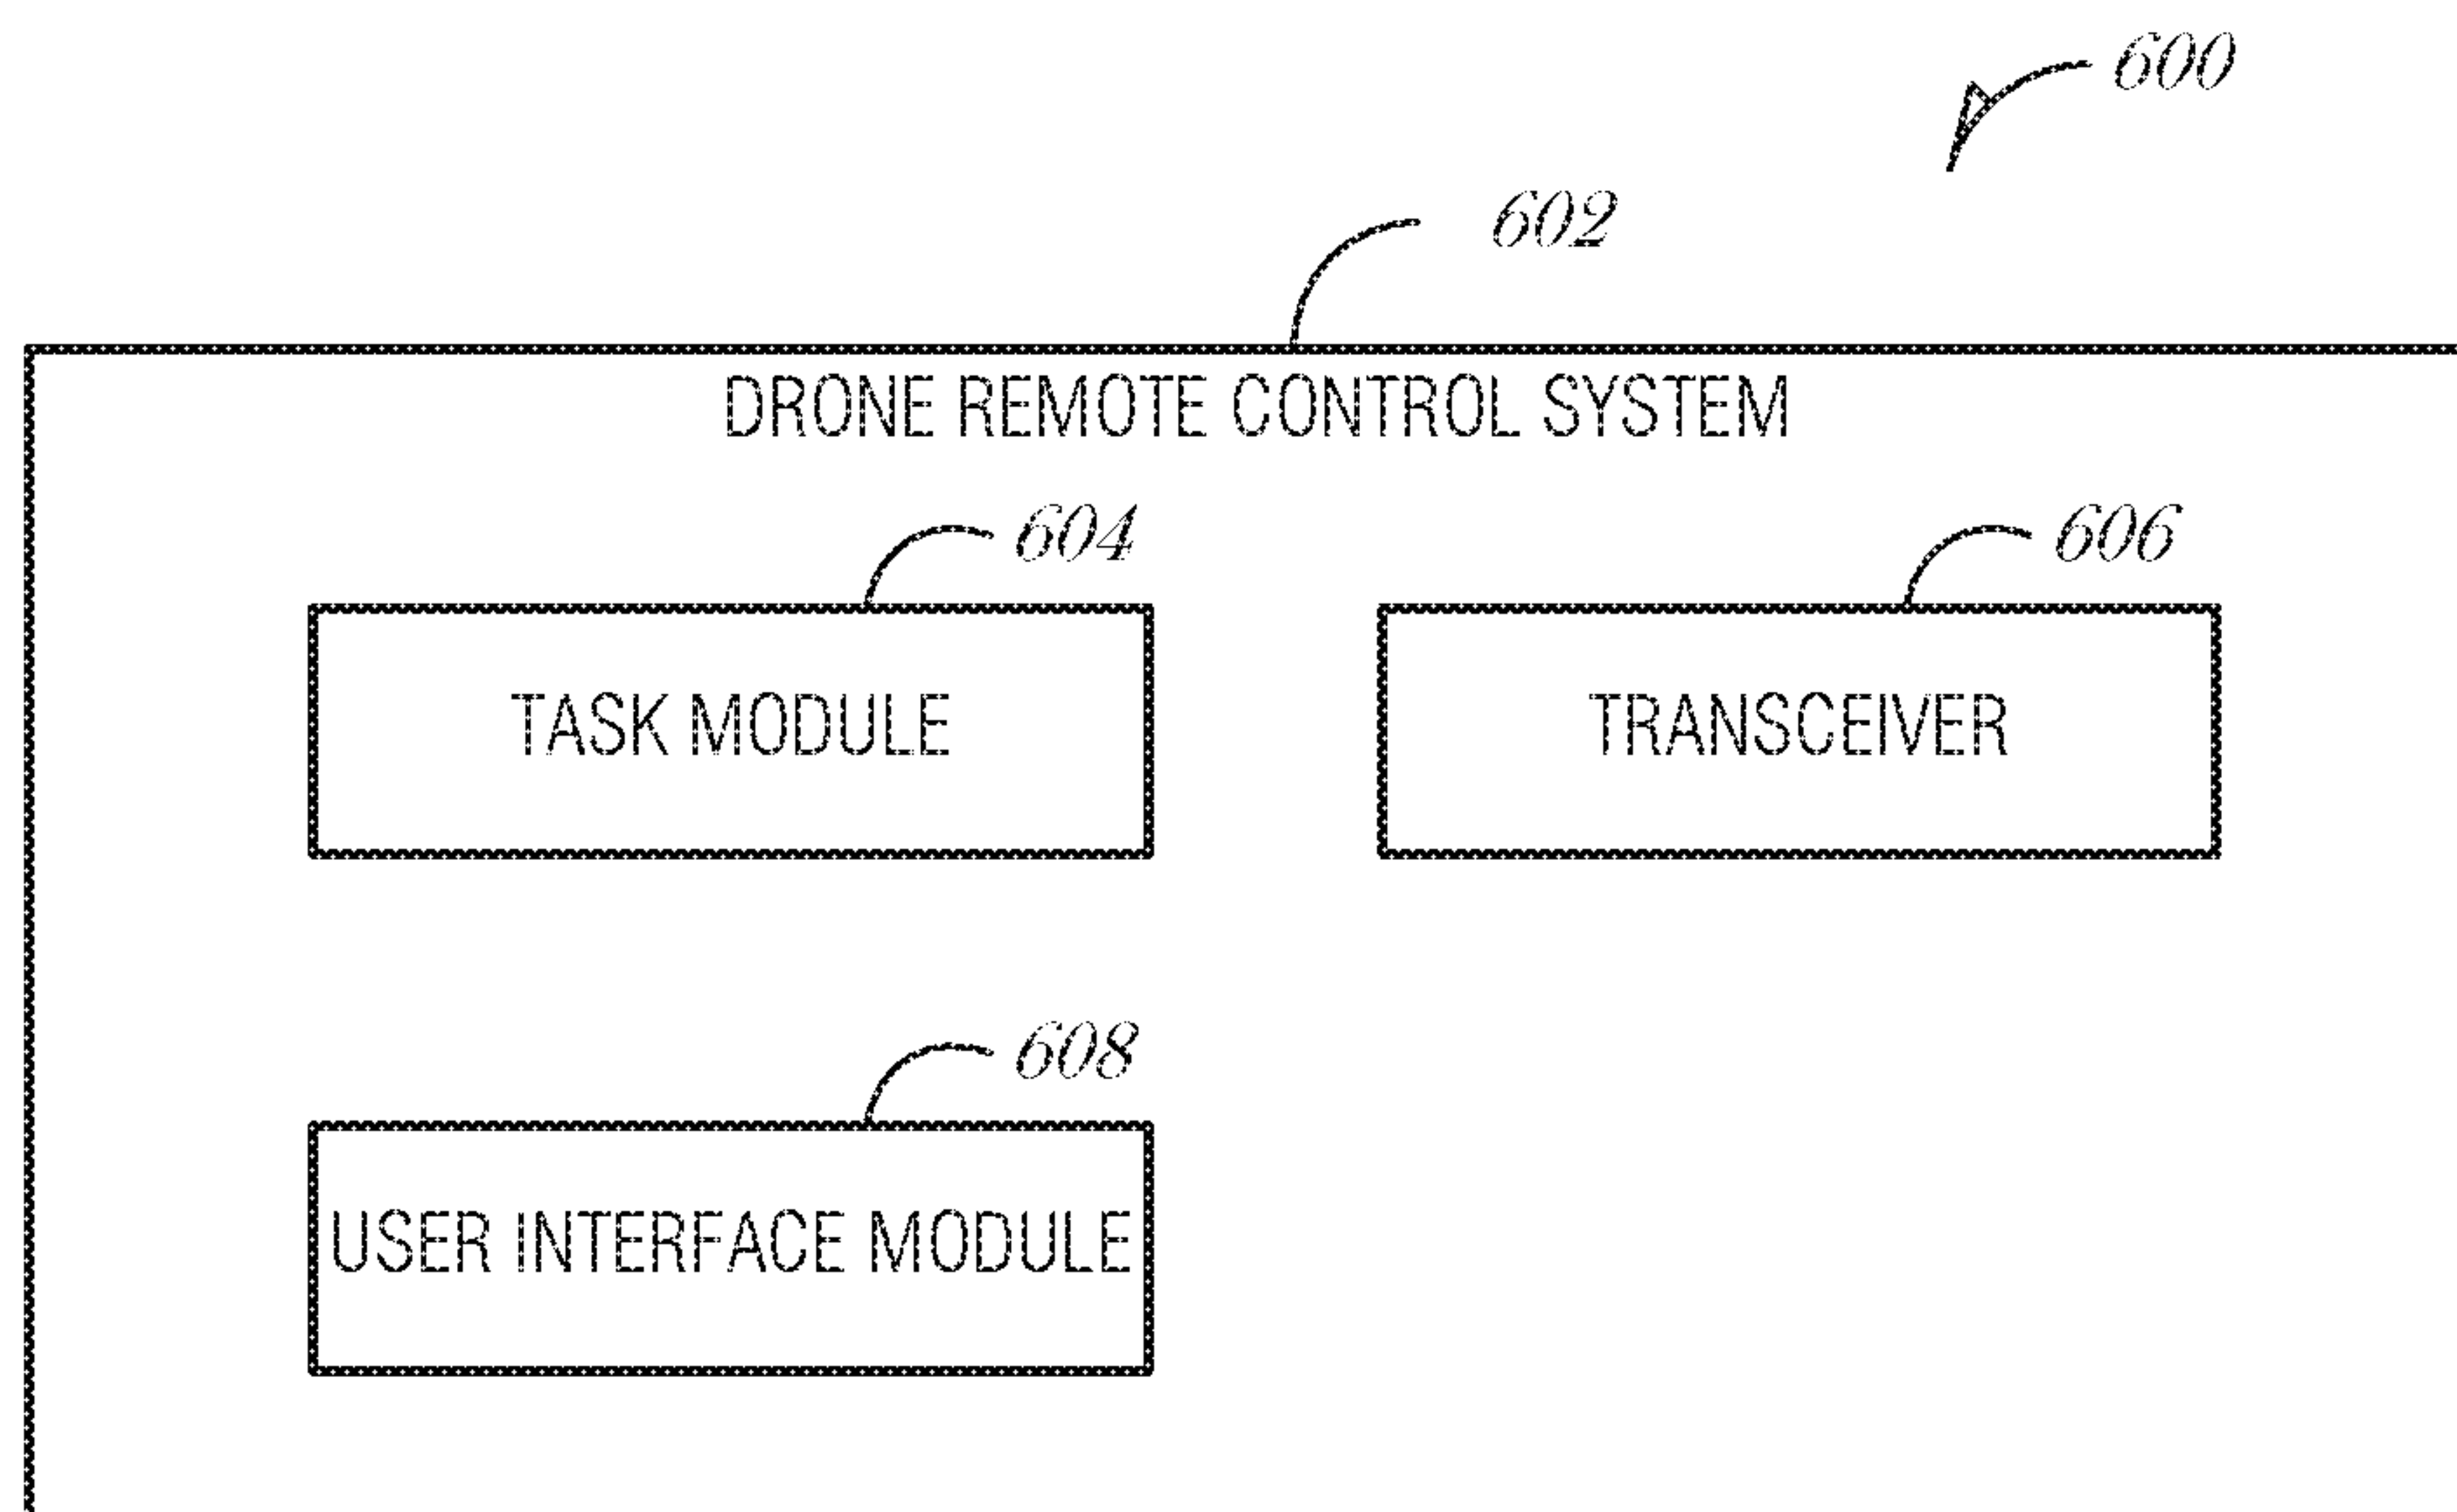 600
602
DRONE REMOTE CONTROL SYSTEM
604
606
TASK MODULE
TRANSCEIVER
608
USER INTERFACE MODULE